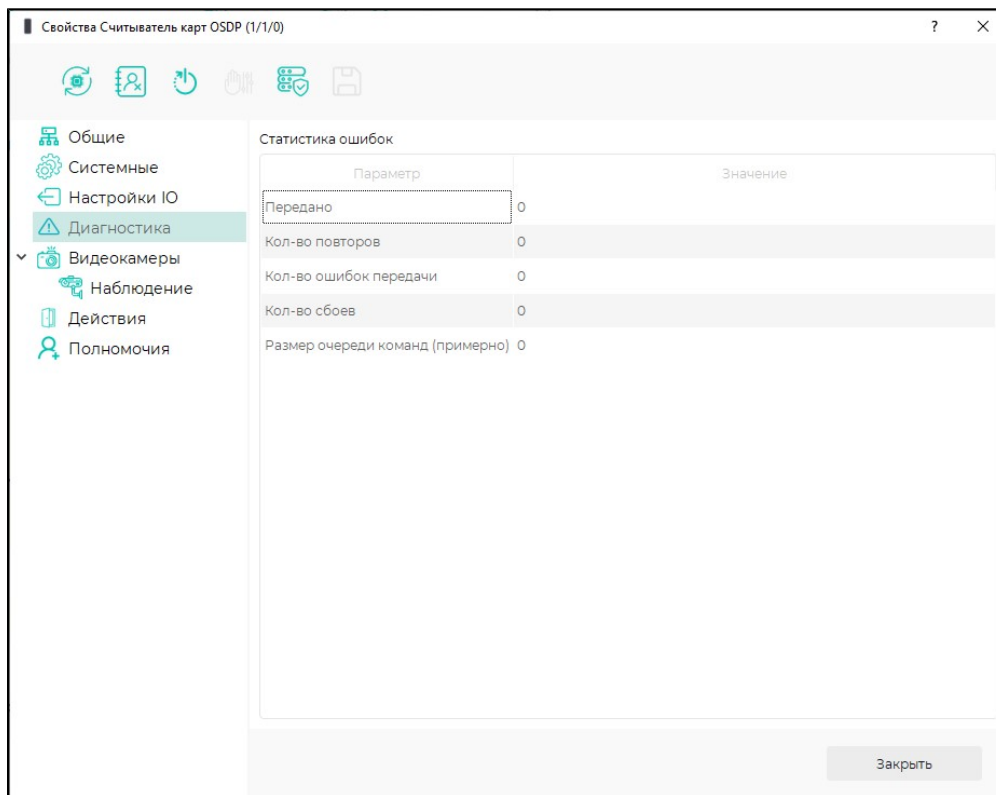 Свойства Считыватель карт OSDP (1/1/0)
?
Общие
Системные
Настройки IO
Диагностика
Видеокамеры
Наблюдение
Действия
Полномочия
Статистика ошибок
Параметр Значение
Передано 0
Кол-во повторов 0
Кол-во ошибок передачи 0
Кол-во сбоев 0
Размер очереди команд (примерно) 0
Закрыть